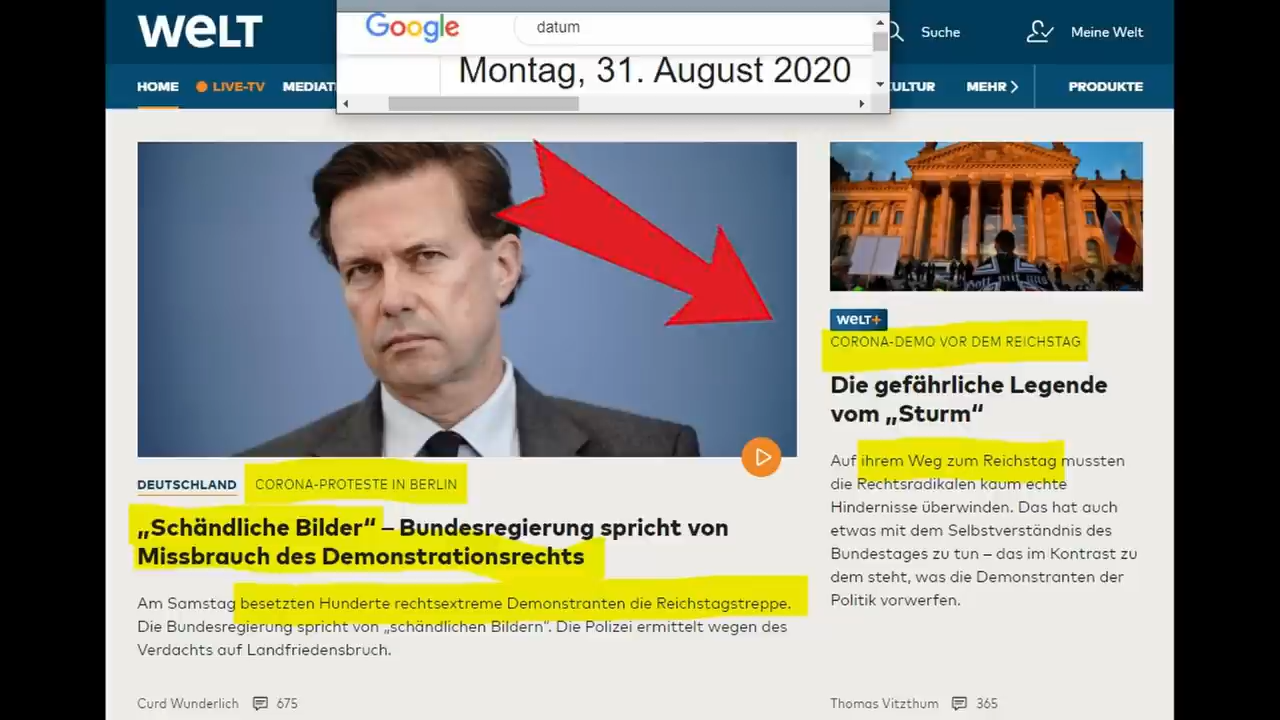 WELT
Google
datum
Montag, 31. August 2020
Suche
Meine Welt
HOME
LIVE-TV
MEHR
PRODUKTE
WELT+
CORONA-DEMO VOR DEM REICHSTAG
Die gefährliche Legende
vom „Sturm“
Auf ihrem Weg zum Reichstag mussten
die Rechtsradikalen kaum echte
Hindernisse überwinden. Das hat auch
etwas mit dem Selbstverständnis des
Bundestages zu tun – das im Kontrast zu
dem steht, was die Demonstranten der
Politik vorwerfen.
Thomas Vitzthum
365
DEUTSCHLAND
CORONA-PROTESTE IN BERLIN
„Schändliche Bilder“ – Bundesregierung spricht von
Missbrauch des Demonstrationsrechts
Am Samstag besetzten Hunderte rechtsextreme Demonstranten die Reichstagstreppe.
Die Bundesregierung spricht von „schändlichen Bildern“. Die Polizei ermittelt wegen des
Verdachts auf Landfriedensbruch.
Curd Wunderlich
675